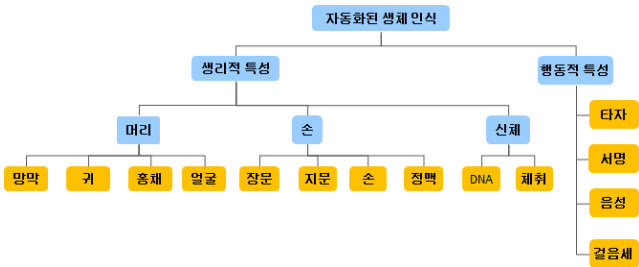 자동화된 생체 인식
생리적 특성
행동적 특성
머리
손
신체
망막
귀
홍채
얼굴
장문
지문
손
정맥
DNA
체취
타자
서명
음성
걸음세